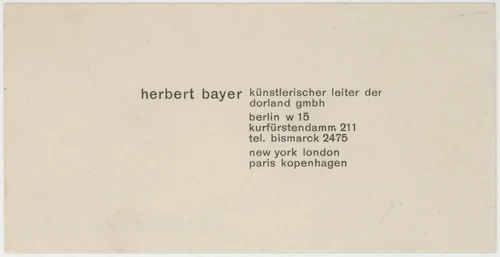 herbert bayer künstlerischer leiter der
dorland gmbh
berlin w 15
kurfürstendamm 211
tel. bismarck 2475
new york london
paris kopenhagen